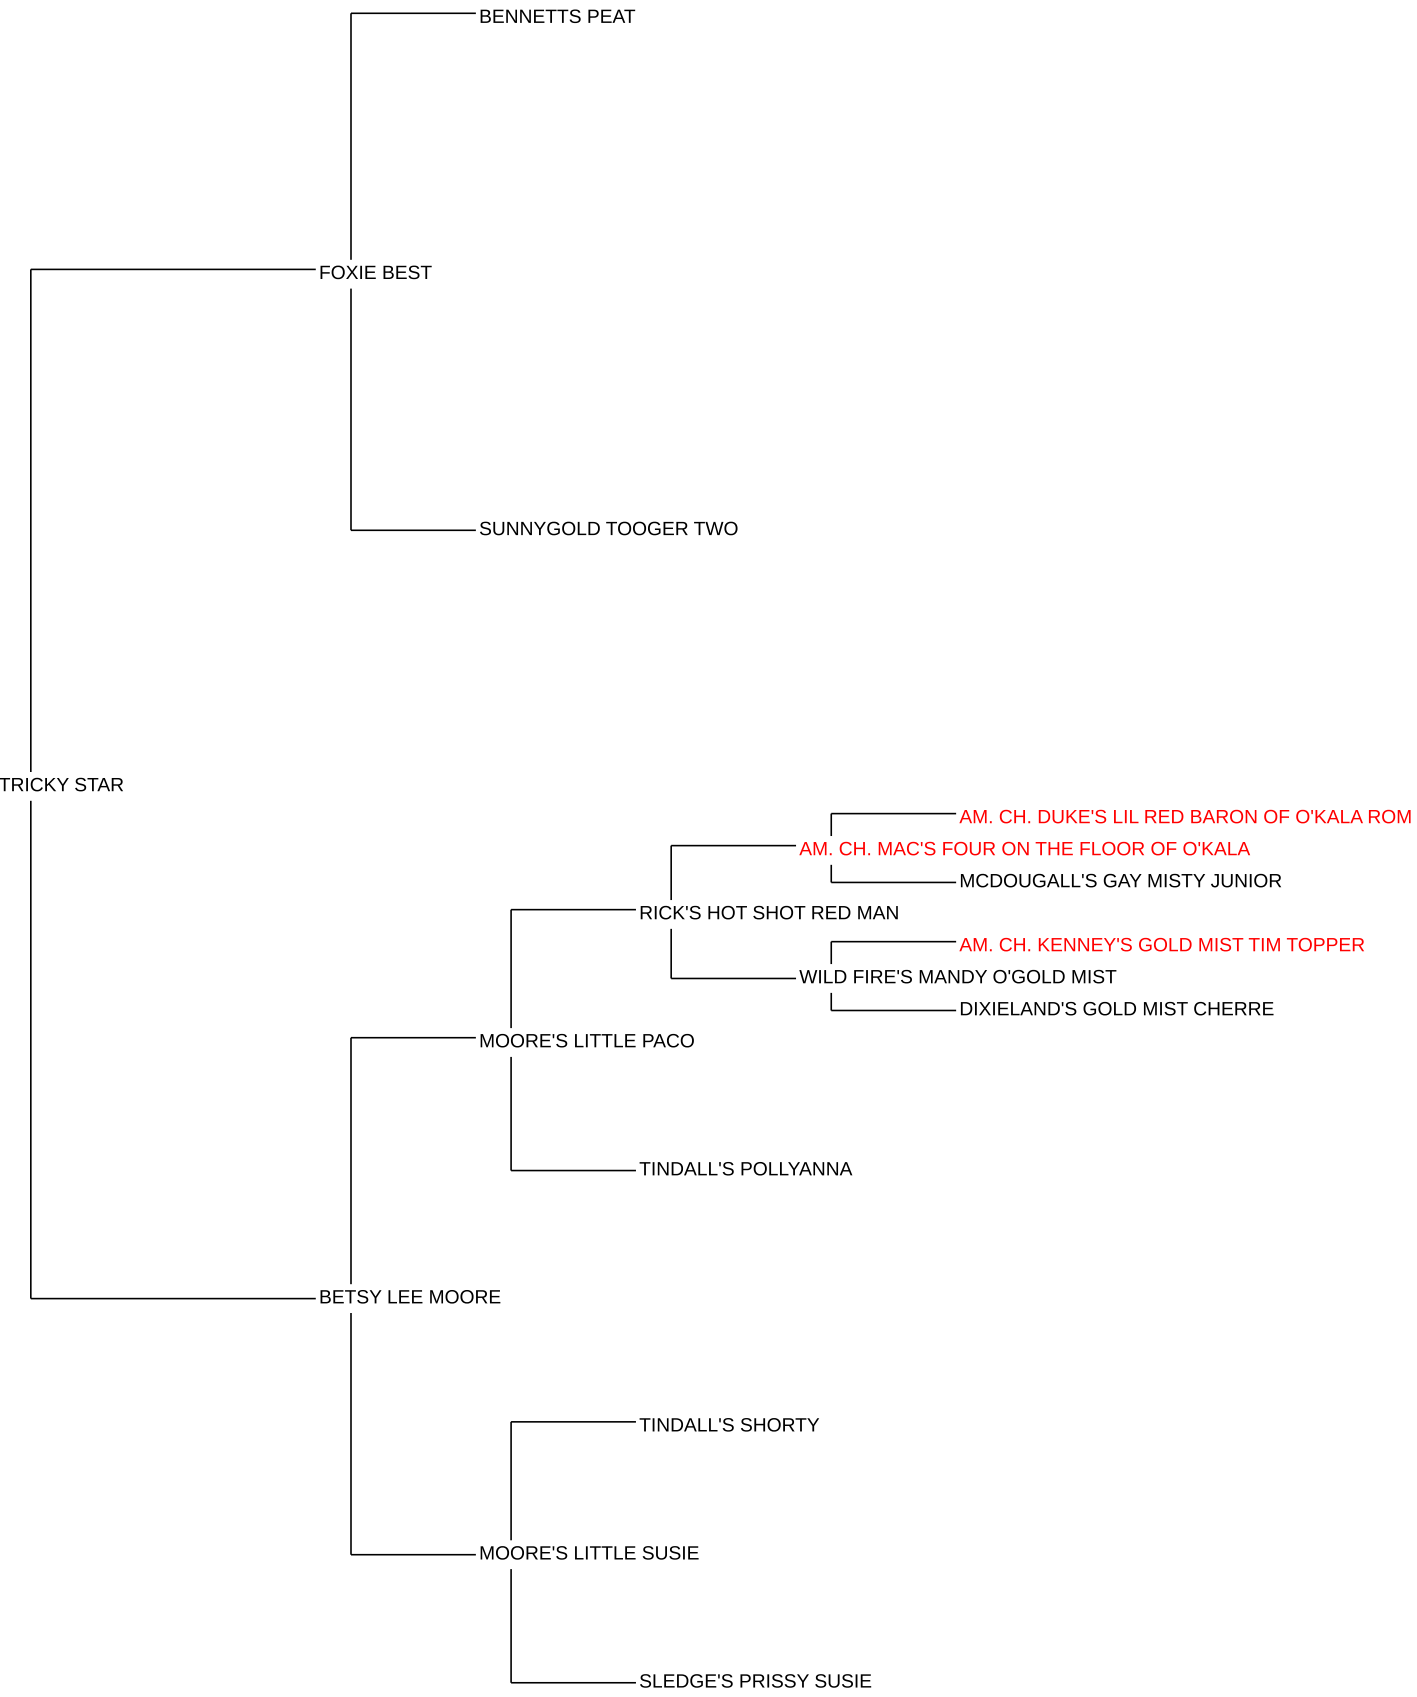 BENNETTS PEAT
FOXIE BEST
SUNNYGOLD TOOGER TWO
TRICKY STAR
AM. CH. DUKE'S LIL RED BARON OF O'KALA ROM
AM. CH. MAC'S FOUR ON THE FLOOR OF O'KALA
MCDOUGALL'S GAY MISTY JUNIOR
RICK'S HOT SHOT RED MAN
AM. CH. KENNEY'S GOLD MIST TIM TOPPER
WILD FIRE'S MANDY O'GOLD MIST
DIXIELAND'S GOLD MIST CHERRE
MOORE'S LITTLE PACO
TINDALL'S POLLYANNA
BETSY LEE MOORE
TINDALL'S SHORTY
MOORE'S LITTLE SUSIE
SLEDGE'S PRISSY SUSIE